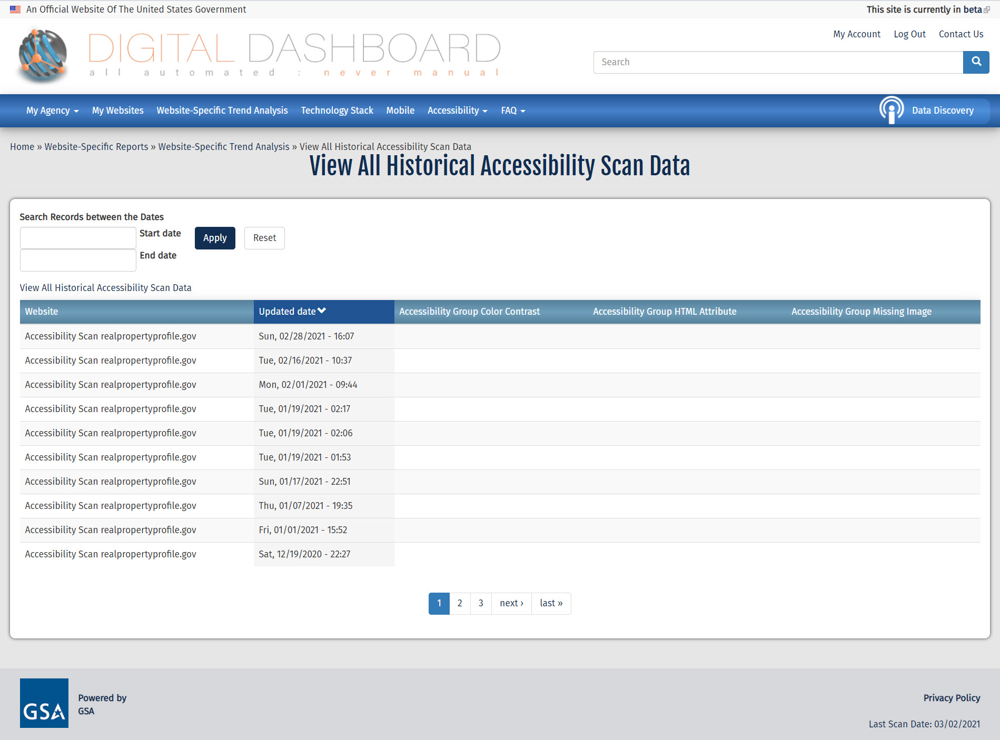 An Official Website Of The United States Government
This site is currently in beta
My Account Log Out Contact Us
DIGITAL DASHBOARD
all automated : never manual
Search
My Agency My Websites Website-Specific Trend Analysis Technology Stack Mobile Accessibility FAQ Data Discovery
Home » Website-Specific Reports » Website-Specific Trend Analysis » View All Historical Accessibility Scan Data
View All Historical Accessibility Scan Data
Search Records between the Dates
Start date Apply Reset
End date
View All Historical Accessibility Scan Data
Website Updated date Accessibility Group Color Contrast Accessibility Group HTML Attribute Accessibility Group Missing Image
Accessibility Scan realpropertyprofile.gov Sun, 02/28/2021 - 16:07
Accessibility Scan realpropertyprofile.gov Tue, 02/16/2021 - 10:37
Accessibility Scan realpropertyprofile.gov Mon, 02/01/2021 - 09:44
Accessibility Scan realpropertyprofile.gov Tue, 01/19/2021 - 02:17
Accessibility Scan realpropertyprofile.gov Tue, 01/19/2021 - 02:06
Accessibility Scan realpropertyprofile.gov Tue, 01/19/2021 - 01:53
Accessibility Scan realpropertyprofile.gov Sun, 01/17/2021 - 22:51
Accessibility Scan realpropertyprofile.gov Thu, 01/07/2021 - 19:35
Accessibility Scan realpropertyprofile.gov Fri, 01/01/2021 - 15:52
Accessibility Scan realpropertyprofile.gov Sat, 12/19/2020 - 22:27
1 2 3 next › last »
GSA
Powered by
GSA
Privacy Policy
Last Scan Date: 03/02/2021